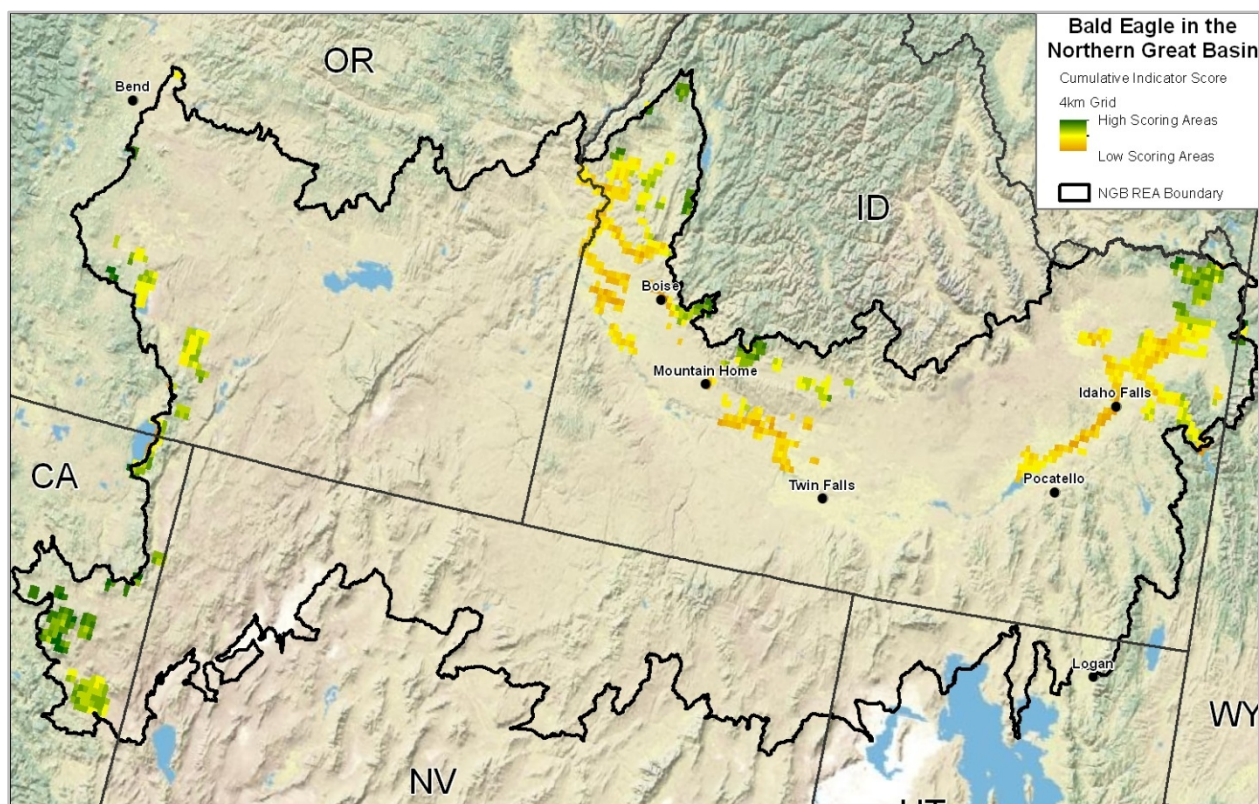 Bald Eagle in the
Northern Great Basin
Cumulative Indicator Score
4km Grid
High Scoring Areas
Low Scoring Areas
NGB REA Boundary
OR
Bend
ID
Boise
Mountain Home
Idaho Falls
CA
Twin Falls
Pocatello
Logan
WY
NV
UT